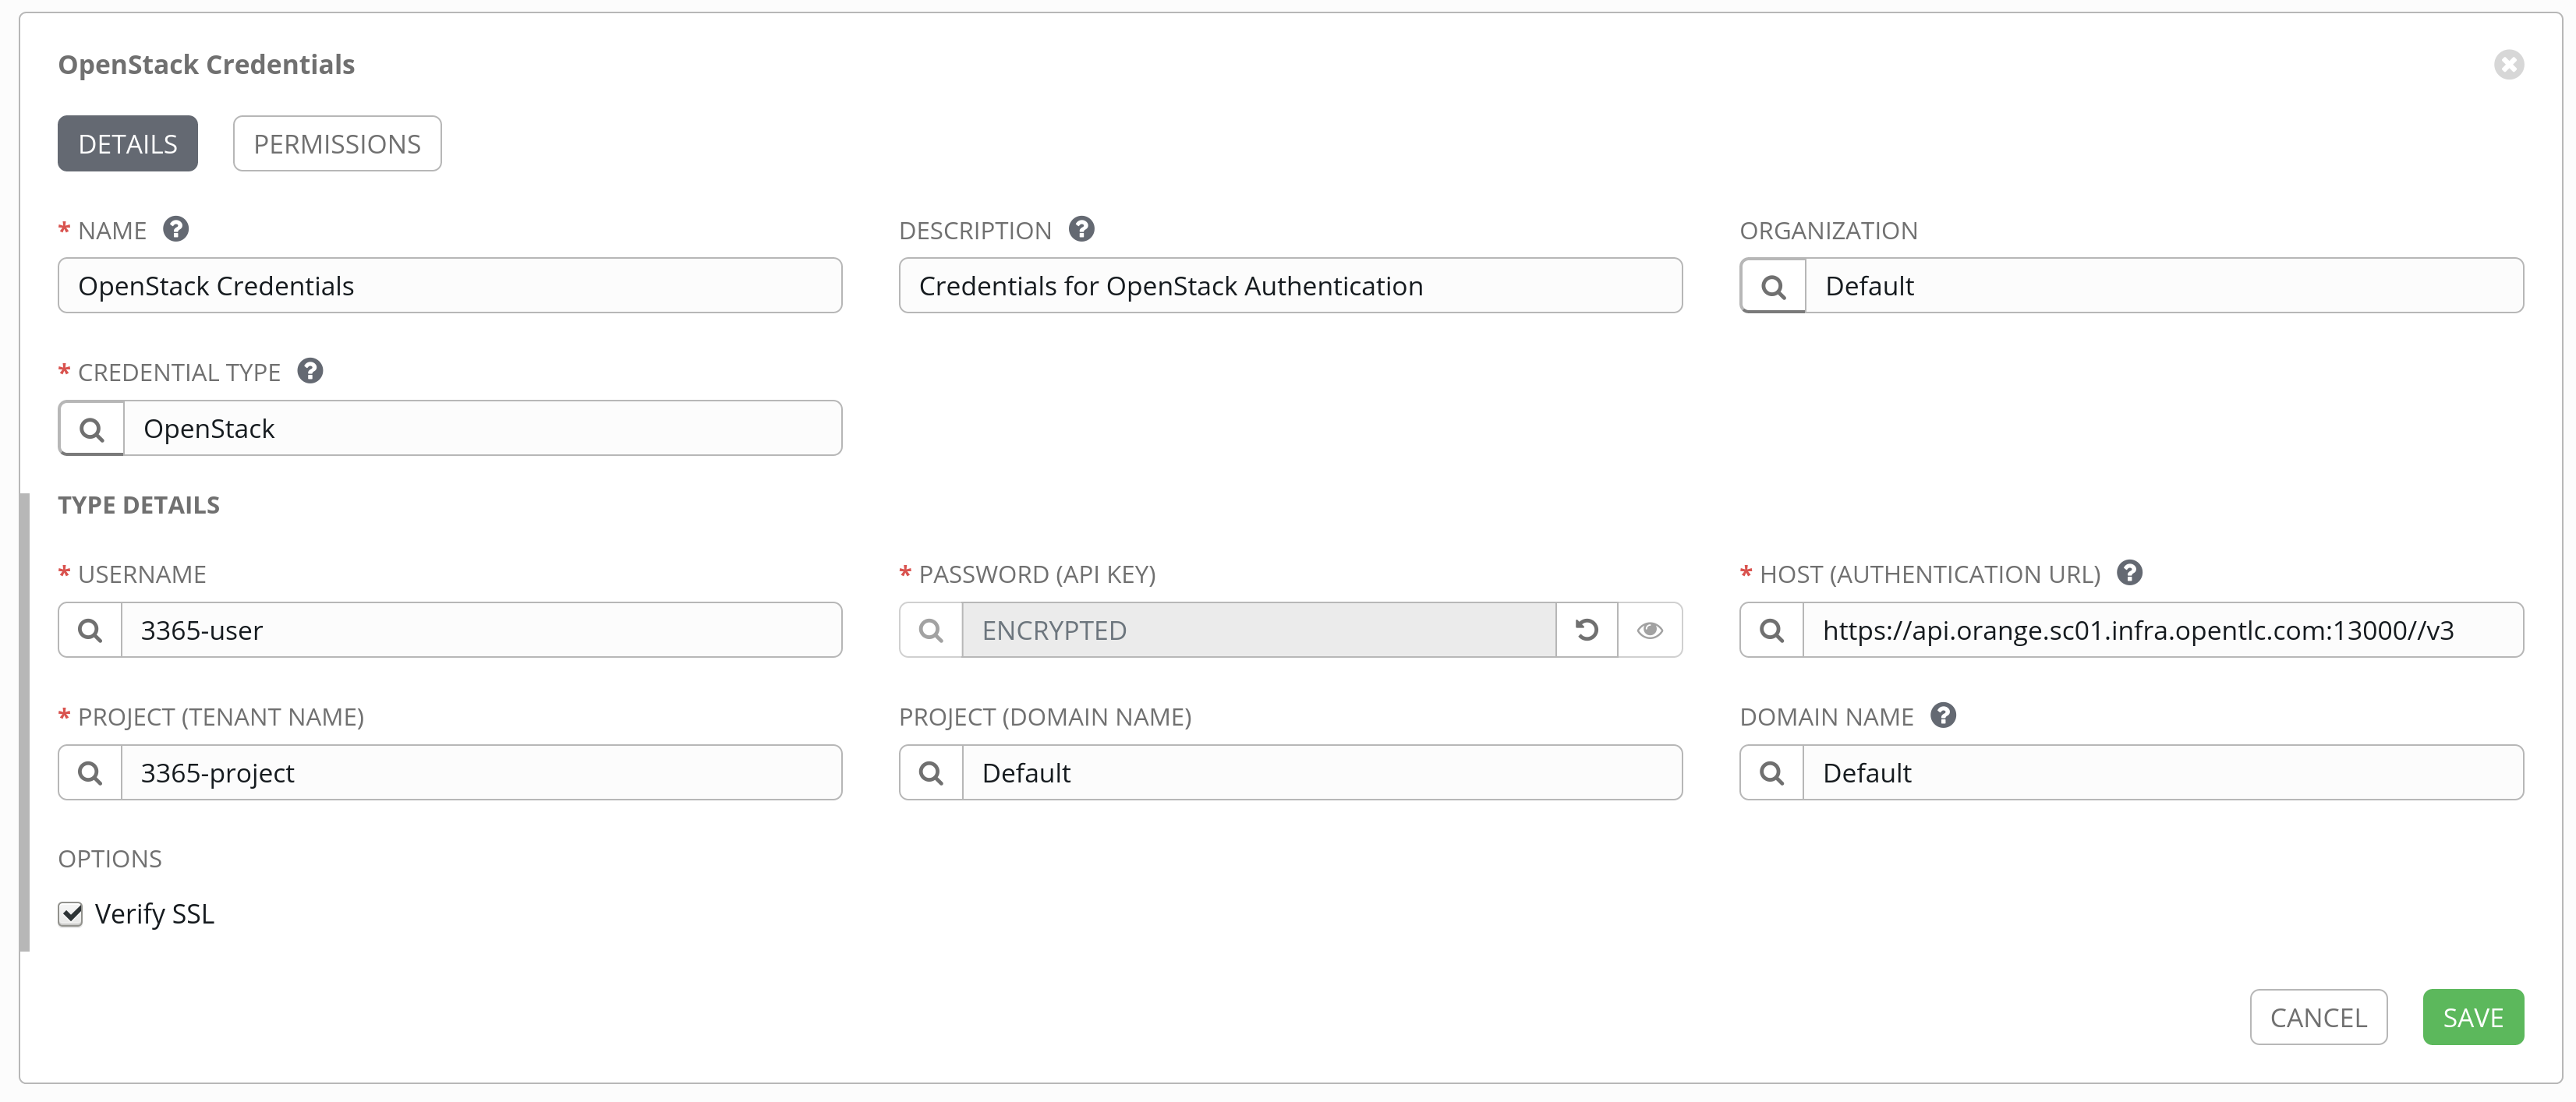 OpenStack Credentials
DETAILS PERMISSIONS
* NAME ? DESCRIPTION ? ORGANIZATION
OpenStack Credentials Credentials for OpenStack Authentication Default
* CREDENTIAL TYPE ?
OpenStack
TYPE DETAILS
* USERNAME * PASSWORD (API KEY) * HOST (AUTHENTICATION URL) ?
3365-user ENCRYPTED https://api.orange.sc01.infra.opentlc.com:13000//v3
* PROJECT (TENANT NAME) PROJECT (DOMAIN NAME) DOMAIN NAME ?
3365-project Default Default
OPTIONS
Verify SSL
CANCEL SAVE